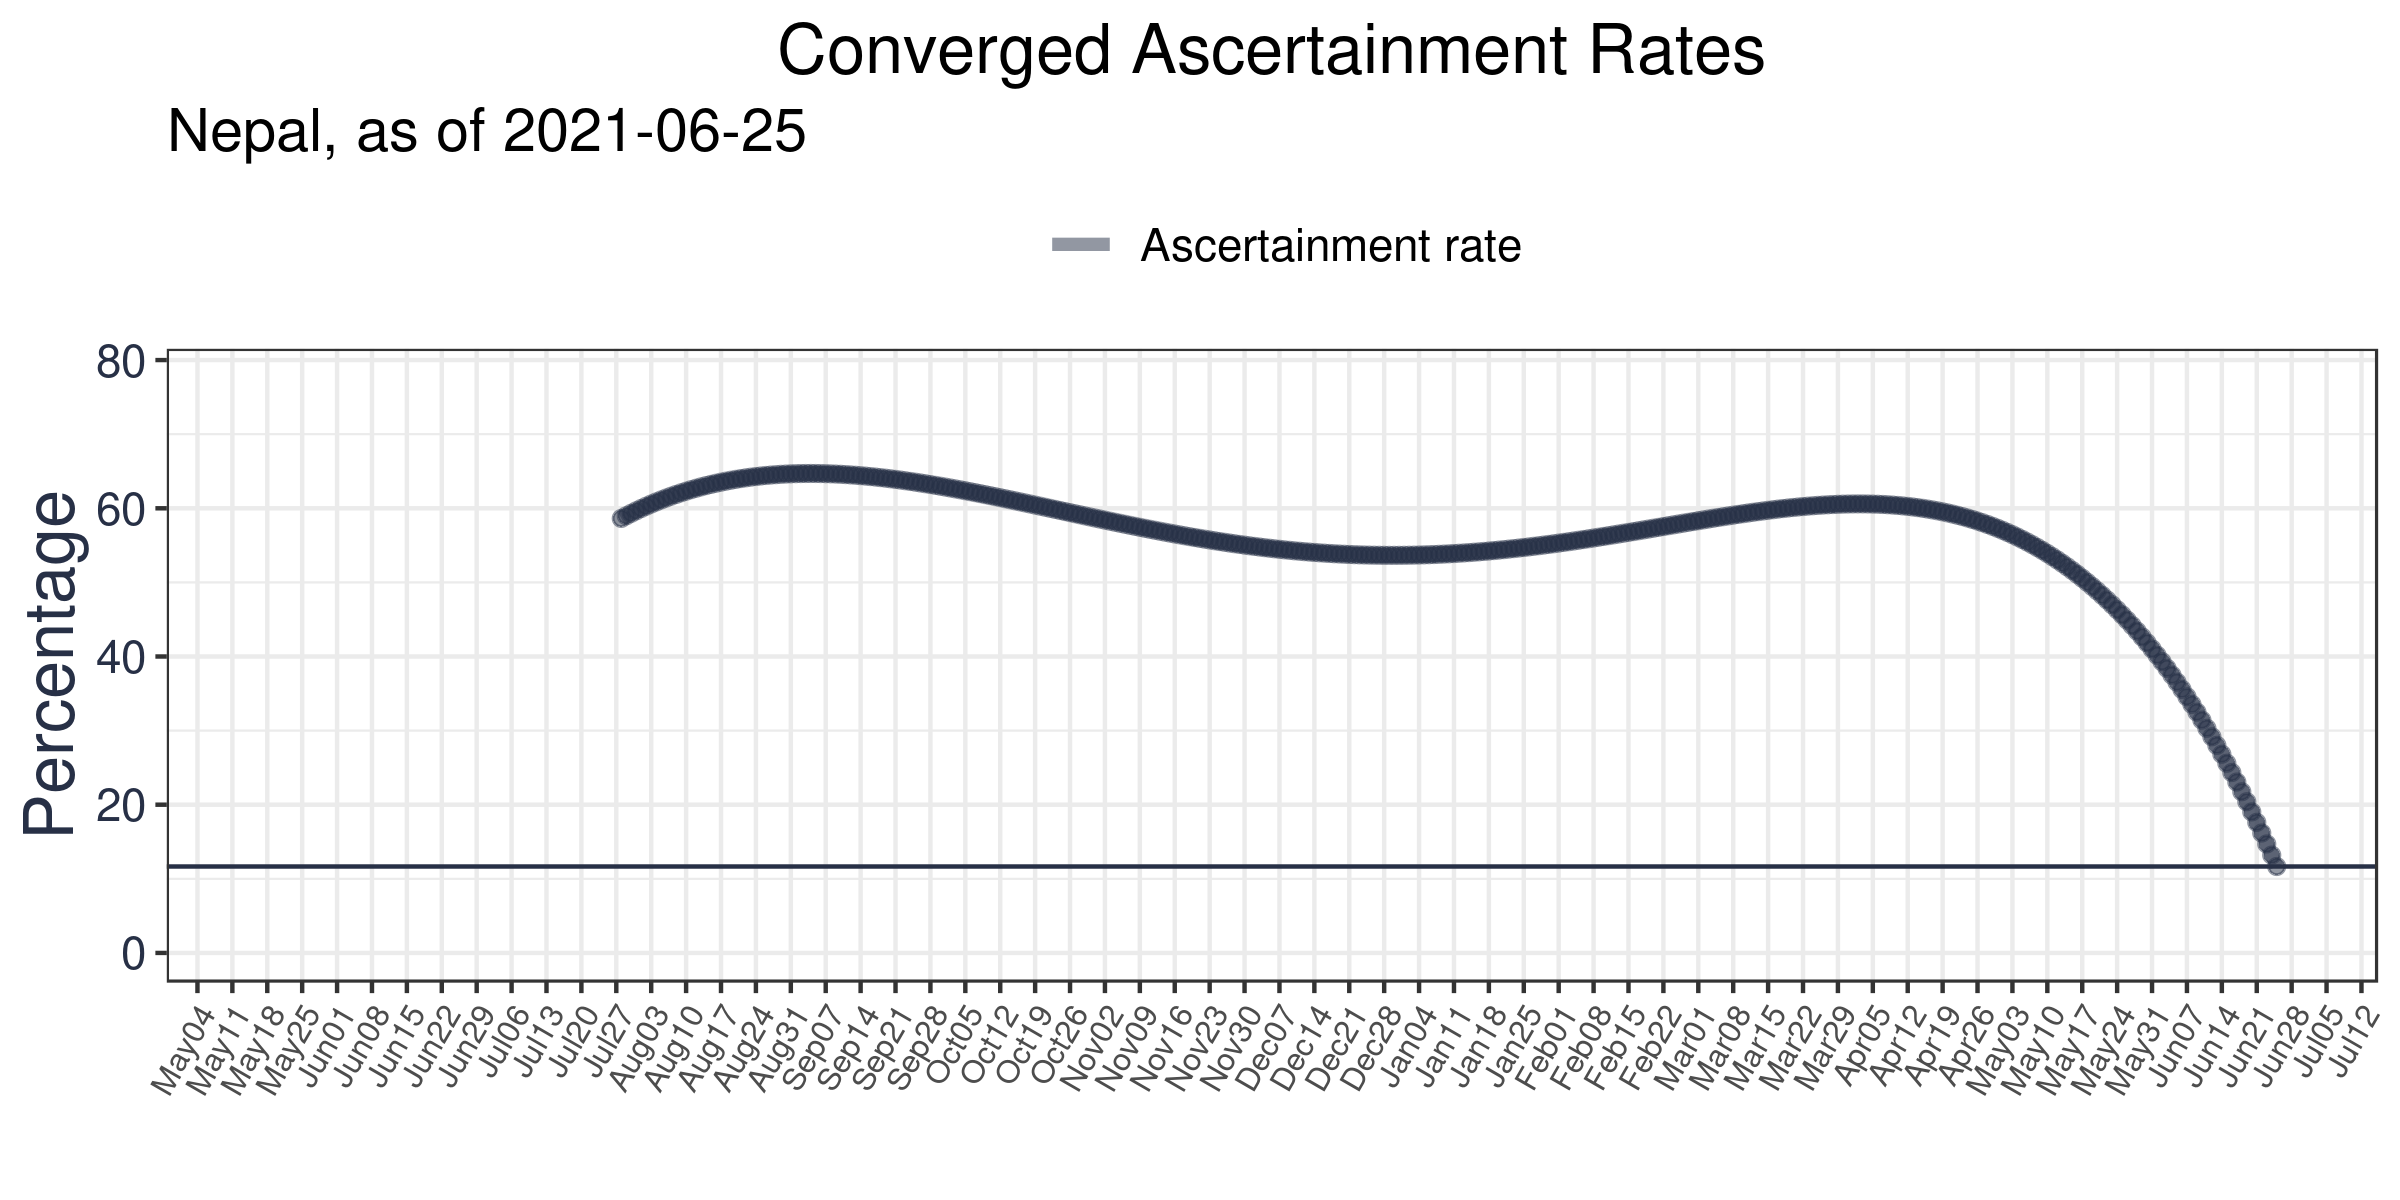 Converged Ascertainment Rates
Nepal, as of 2021-06-25
Ascertainment rate
Percentage
80
60
40
20
0
May04
May11
May18
May25
Jun01
Jun08
Jun15
Jun22
Jun29
Jul06
Jul13
Jul20
Jul27
Aug03
Aug10
Aug17
Aug24
Aug31
Sep07
Sep14
Sep21
Sep28
Oct05
Oct12
Oct19
Oct26
Nov02
Nov09
Nov16
Nov23
Nov30
Dec07
Dec14
Dec21
Dec28
Jan04
Jan11
Jan18
Jan25
Feb01
Feb08
Feb15
Feb22
Mar01
Mar08
Mar15
Mar22
Mar29
Apr05
Apr12
Apr19
Apr26
May03
May10
May17
May24
May31
Jun07
Jun14
Jun21
Jun28
Jul05
Jul12